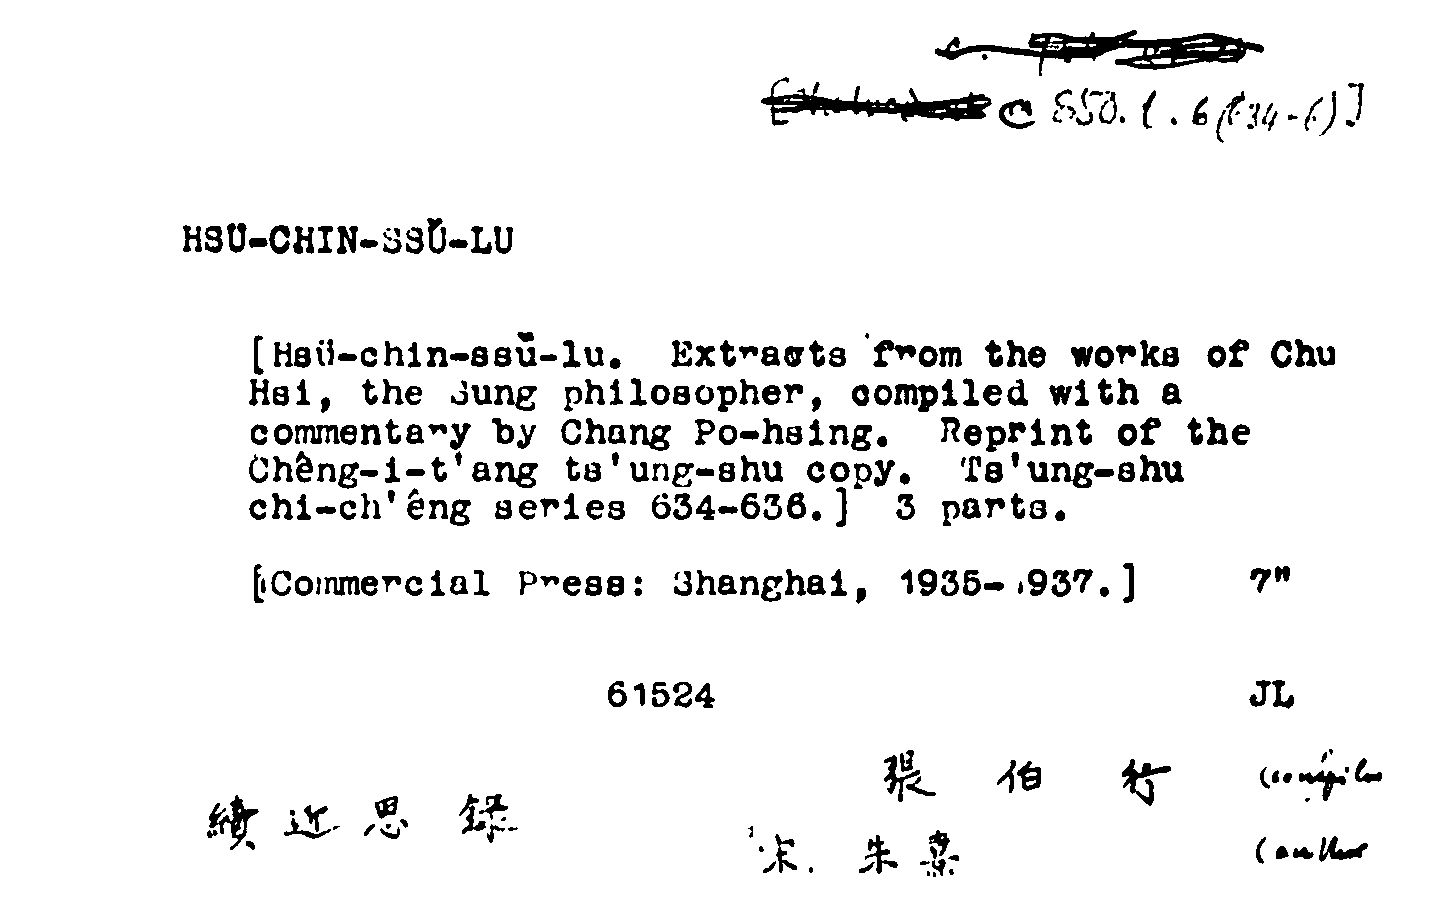 C 850. 1. 6(634-6)]
HSÜ-CHIN-SSŬ-LU
[Hsü-chin-ssŭ-lu. Extracts from the works of Chu
Hsi, the Sung philosopher, compiled with a
commentary by Chang Po-hsing. Reprint of the
Chêng-i-t'ang ts'ung-shu copy. Ts'ung-shu
chi-ch'êng series 634-636.] 3 parts.
[Commercial Press: Shanghai, 1935-1937.] 7"
61524 JL
張 伯 行 (compiler
續 近 思 錄
宋. 朱 熹 (author